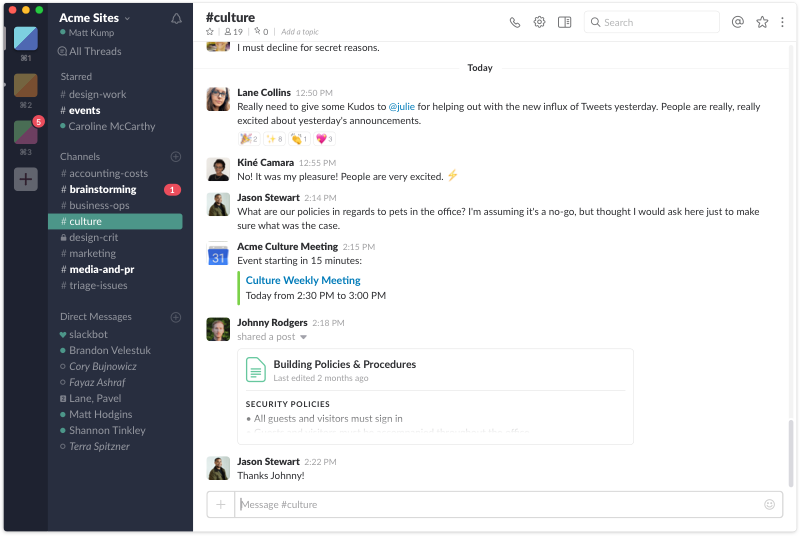 ⌘1
⌘2
5
⌘3
Acme Sites
Matt Kump
All Threads
Starred
# design-work
# events
Caroline McCarthy
Channels
# accounting-costs
# brainstorming 1
# business-ops
# culture
design-crit
# marketing
# media-and-pr
# triage-issues
Direct Messages
slackbot
Brandon Velestuk
Cory Bujnowicz
Fayaz Ashraf
2 Lane, Pavel
Matt Hodgins
Shannon Tinkley
Terra Spitzner
#culture
| 19 | 0 | Add a topic
Search
I must decline for secret reasons.
Today
Lane Collins 12:50 PM
Really need to give some Kudos to @julie for helping out with the new influx of Tweets yesterday. People are really, really
excited about yesterday's announcements.
2 8 1 3
Kiné Camara 12:55 PM
No! It was my pleasure! People are very excited. ⚡
Jason Stewart 2:14 PM
What are our policies in regards to pets in the office? I'm assuming it's a no-go, but thought I would ask here just to make
sure what was the case.
31
Acme Culture Meeting 2:15 PM
Event starting in 15 minutes:
Culture Weekly Meeting
Today from 2:30 PM to 3:00 PM
Johnny Rodgers 2:18 PM
shared a post
Building Policies & Procedures
Last edited 2 months ago
SECURITY POLICIES
• All guests and visitors must sign in
Jason Stewart 2:22 PM
Thanks Johnny!
Message #culture